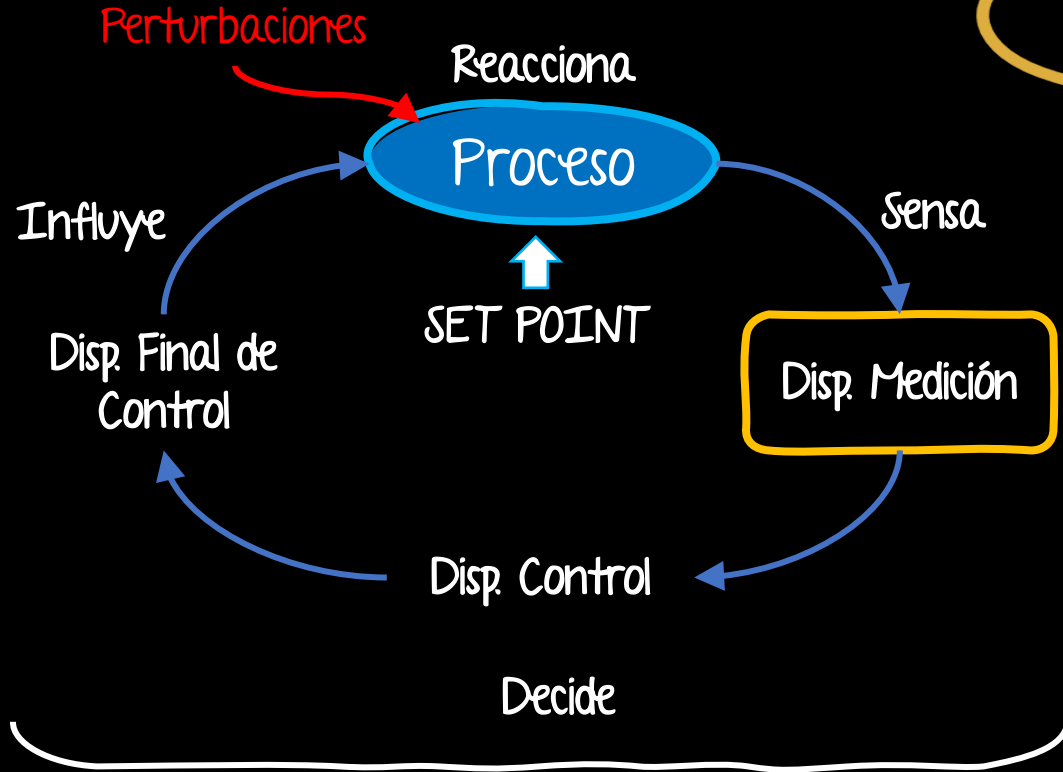 Perturbaciones
Reacciona
Proceso
Influye
Sensa
SET POINT
Disp. Final de
Control
Disp. Medición
Disp. Control
Decide